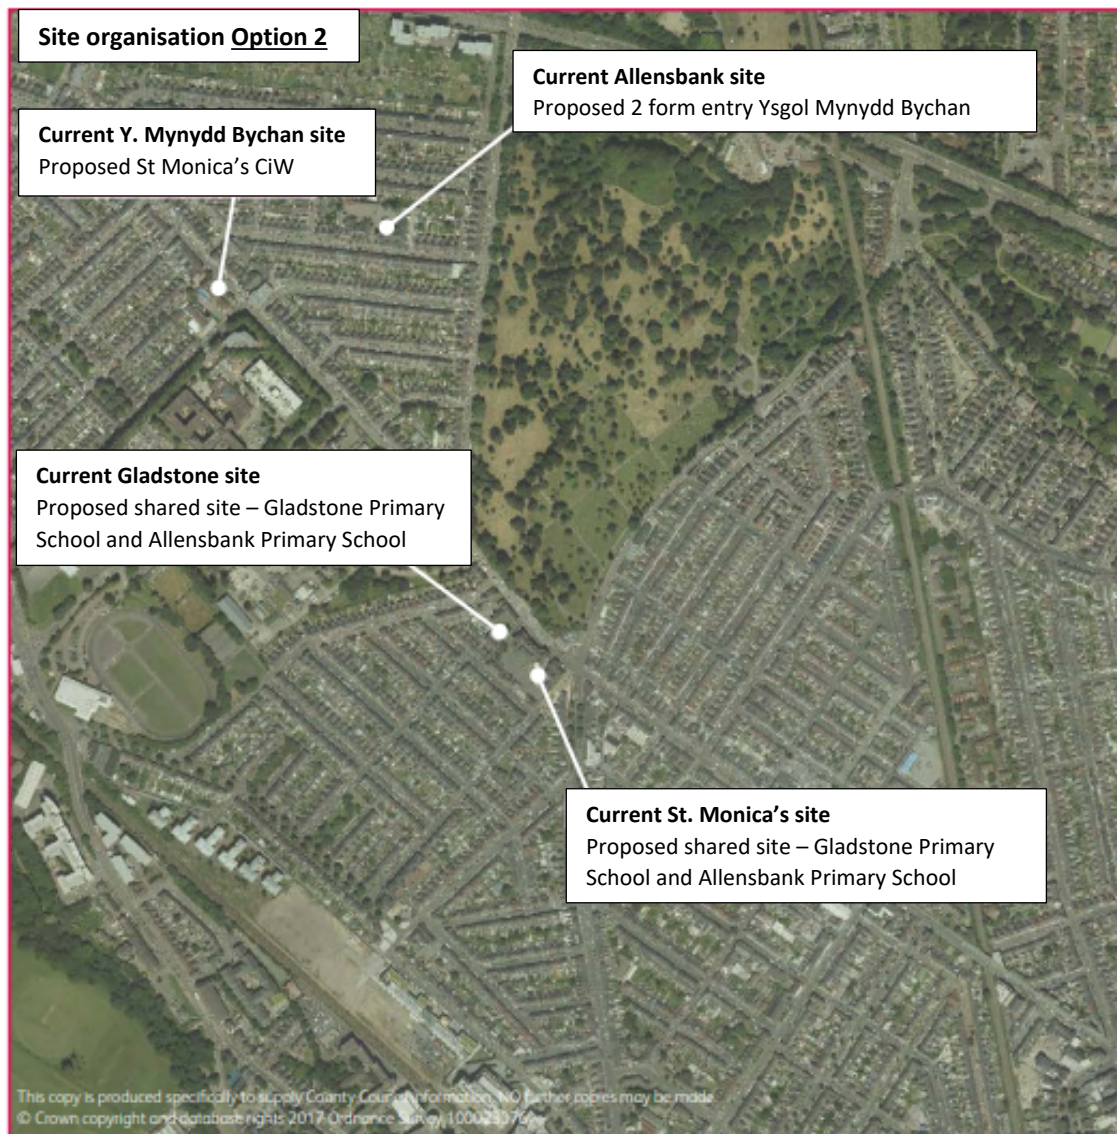 Site organisation Option 2
Current Allensbank site
Proposed 2 form entry Ysgol Mynydd Bychan
Current Y. Mynydd Bychan site
Proposed St Monica's CiW
Current Gladstone site
Proposed shared site – Gladstone Primary
School and Allensbank Primary School
Current St. Monica's site
Proposed shared site – Gladstone Primary
School and Allensbank Primary School
This copy is produced specifically to supply County Council information. NO further copies may be made.
© Crown copyright and database rights 2017 Ordnance Survey